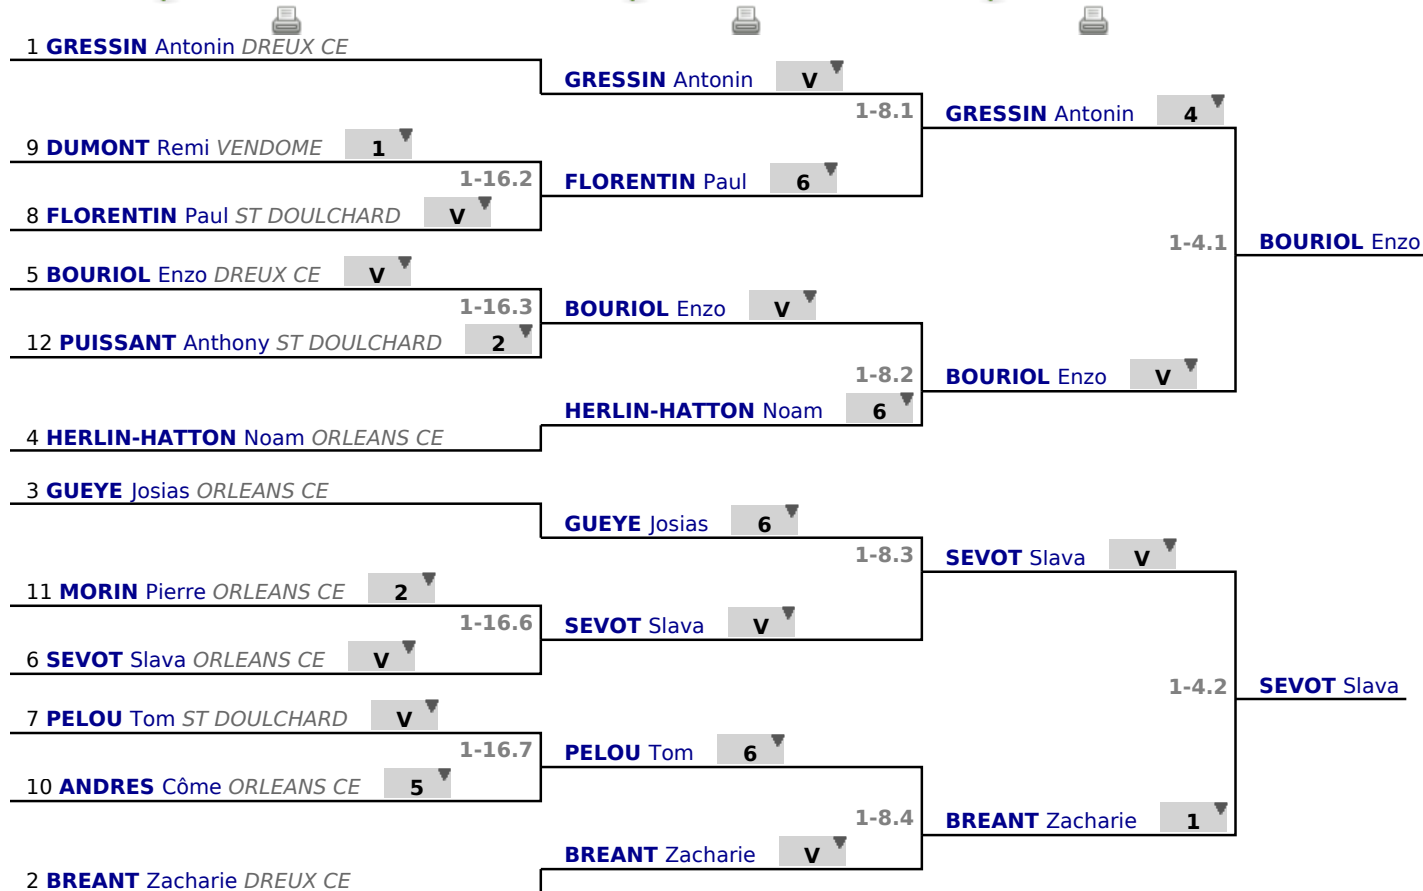 1 GRESSIN Antonin DREUX CE
9 DUMONT Remi VENDOME 1
1-16.2
8 FLORENTIN Paul ST DOULCHARD V
5 BOURIOL Enzo DREUX CE V
1-16.3
12 PUISSANT Anthony ST DOULCHARD 2
4 HERLIN-HATTON Noam ORLEANS CE
3 GUEYE Josias ORLEANS CE
11 MORIN Pierre ORLEANS CE 2
1-16.6
6 SEVOT Slava ORLEANS CE V
7 PELOU Tom ST DOULCHARD V
1-16.7
10 ANDRES Côme ORLEANS CE 5
2 BREANT Zacharie DREUX CE
GRESSIN Antonin V
1-8.1
FLORENTIN Paul 6
BOURIOL Enzo V
1-8.2
HERLIN-HATTON Noam 6
GUEYE Josias 6
1-8.3
SEVOT Slava V
PELOU Tom 6
1-8.4
BREANT Zacharie V
GRESSIN Antonin 4
1-4.1
BOURIOL Enzo V
SEVOT Slava V
1-4.2
BREANT Zacharie 1
BOURIOL Enzo
SEVOT Slava